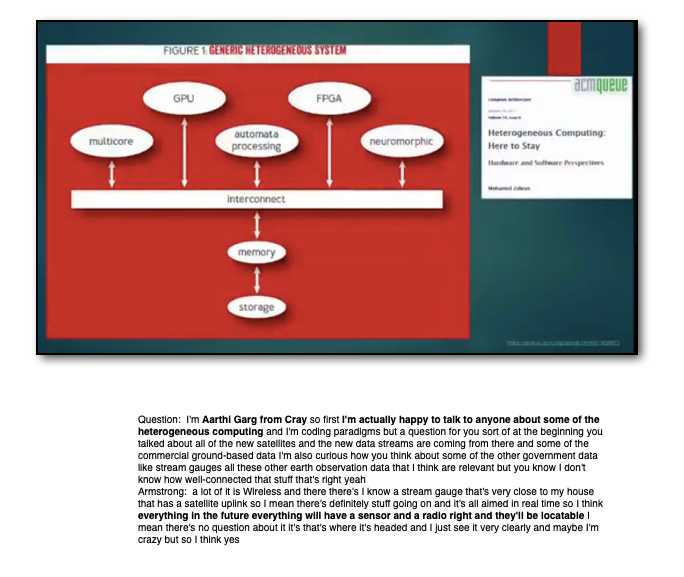 FIGURE 1: GENERIC HETEROGENEOUS SYSTEM
acmqueue
GPU
FPGA
multicore
automata
processing
neuromorphic
Heterogeneous Computing:
Here to Stay
Hardware and Software Perspectives
Mohamed Zahran
interconnect
memory
storage
Question: I'm Aarthi Garg from Cray so first I'm actually happy to talk to anyone about some of the
heterogeneous computing and I'm coding paradigms but a question for you sort of at the beginning you
talked about all of the new satellites and the new data streams are coming from there and some of the
commercial ground-based data I'm also curious how you think about some of the other government data
like stream gauges all these other earth observation data that I think are relevant but you know I don't
know how well-connected that stuff that's right yeah
Armstrong: a lot of it is Wireless and there there's I know a stream gauge that's very close to my house
that has a satellite uplink so I mean there's definitely stuff going on and it's all aimed in real time so I think
everything in the future everything will have a sensor and a radio right and they'll be locatable I
mean there's no question about it it's that's where it's headed and I just see it very clearly and maybe I'm
crazy but so I think yes